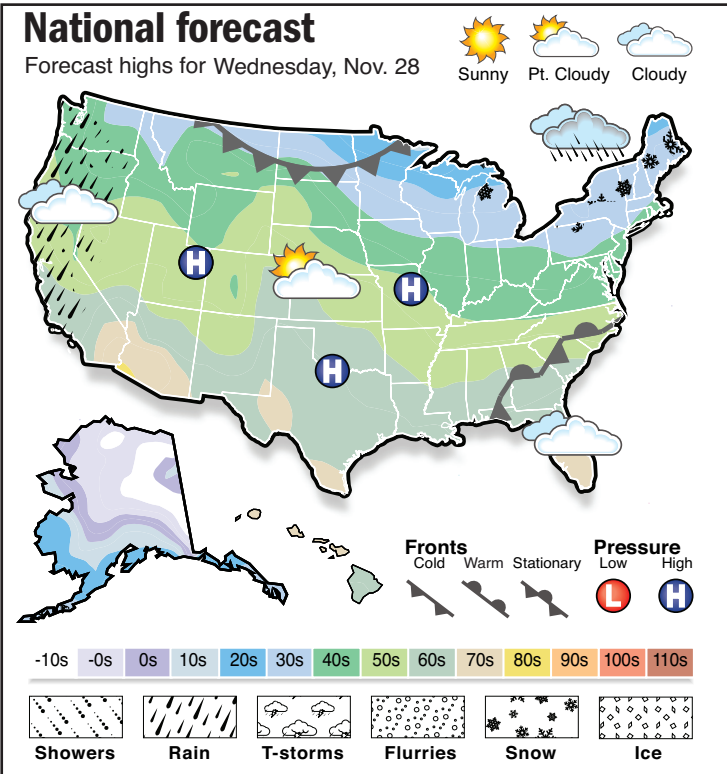 National forecast
Forecast highs for Wednesday, Nov. 28
Sunny Pt. Cloudy Cloudy
H
H
H
Fronts Pressure
Cold Warm Stationary Low High
L H
-10s -0s 0s 10s 20s 30s 40s 50s 60s 70s 80s 90s 100s 110s
Showers Rain T-storms Flurries Snow Ice